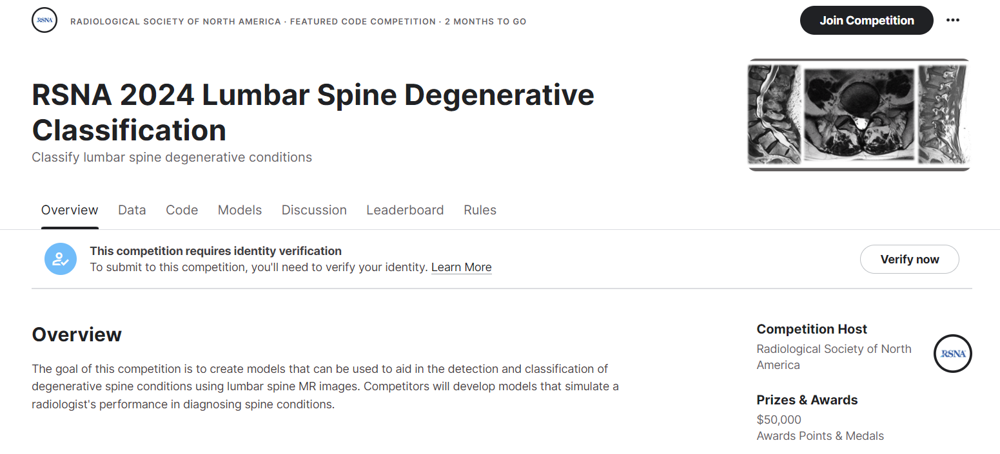 RSNA
RADIOLOGICAL SOCIETY OF NORTH AMERICA · FEATURED CODE COMPETITION · 2 MONTHS TO GO
Join Competition
RSNA 2024 Lumbar Spine Degenerative
Classification
Classify lumbar spine degenerative conditions
Overview Data Code Models Discussion Leaderboard Rules
This competition requires identity verification
To submit to this competition, you'll need to verify your identity. Learn More
Verify now
Overview
The goal of this competition is to create models that can be used to aid in the detection and classification of
degenerative spine conditions using lumbar spine MR images. Competitors will develop models that simulate a
radiologist's performance in diagnosing spine conditions.
Competition Host
Radiological Society of North
America
RSNA
Prizes & Awards
$50,000
Awards Points & Medals